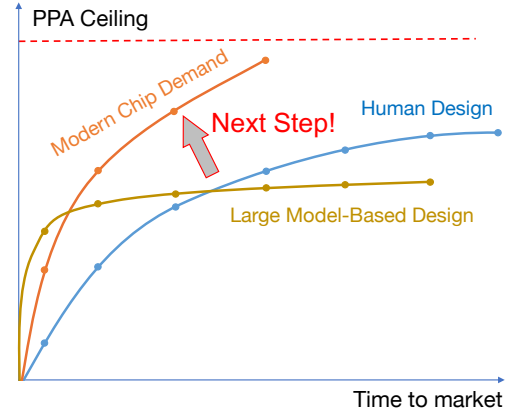 PPA Ceiling
Modern Chip Demand
Human Design
Next Step!
Large Model-Based Design
Time to market